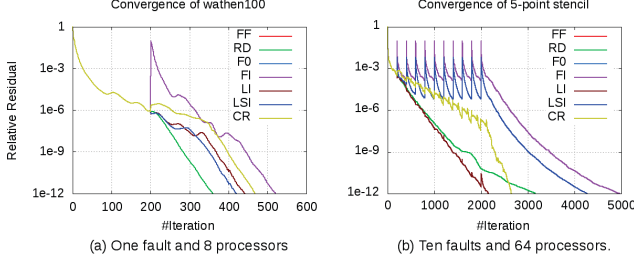 Convergence of wathen100
Relative Residual
1
1e-3
1e-6
1e-9
1e-12
FF
RD
F0
FI
LI
LSI
CR
0
100
200
300
400
500
600
#Iteration
(a) One fault and 8 processors
Convergence of 5-point stencil
1
1e-3
1e-6
1e-9
1e-12
FF
RD
F0
FI
LI
LSI
CR
0
1000
2000
3000
4000
5000
#Iteration
(b) Ten faults and 64 processors.